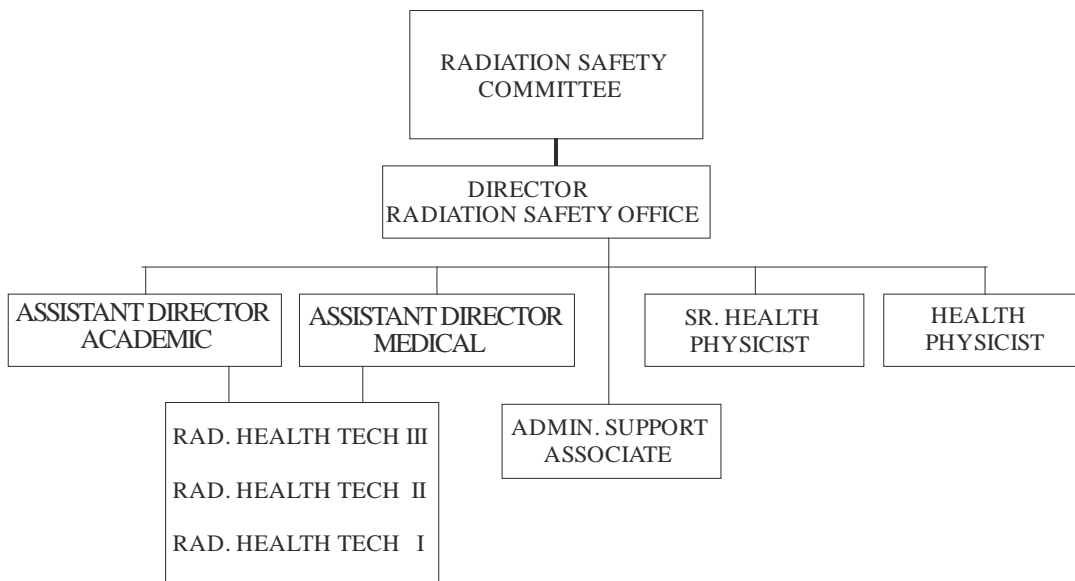 RADIATION SAFETY
COMMITTEE
DIRECTOR
RADIATION SAFETY OFFICE
ASSISTANT DIRECTOR
ACADEMIC
ASSISTANT DIRECTOR
MEDICAL
SR. HEALTH
PHYSICIST
HEALTH
PHYSICIST
RAD. HEALTH TECH III
RAD. HEALTH TECH II
RAD. HEALTH TECH I
ADMIN. SUPPORT
ASSOCIATE